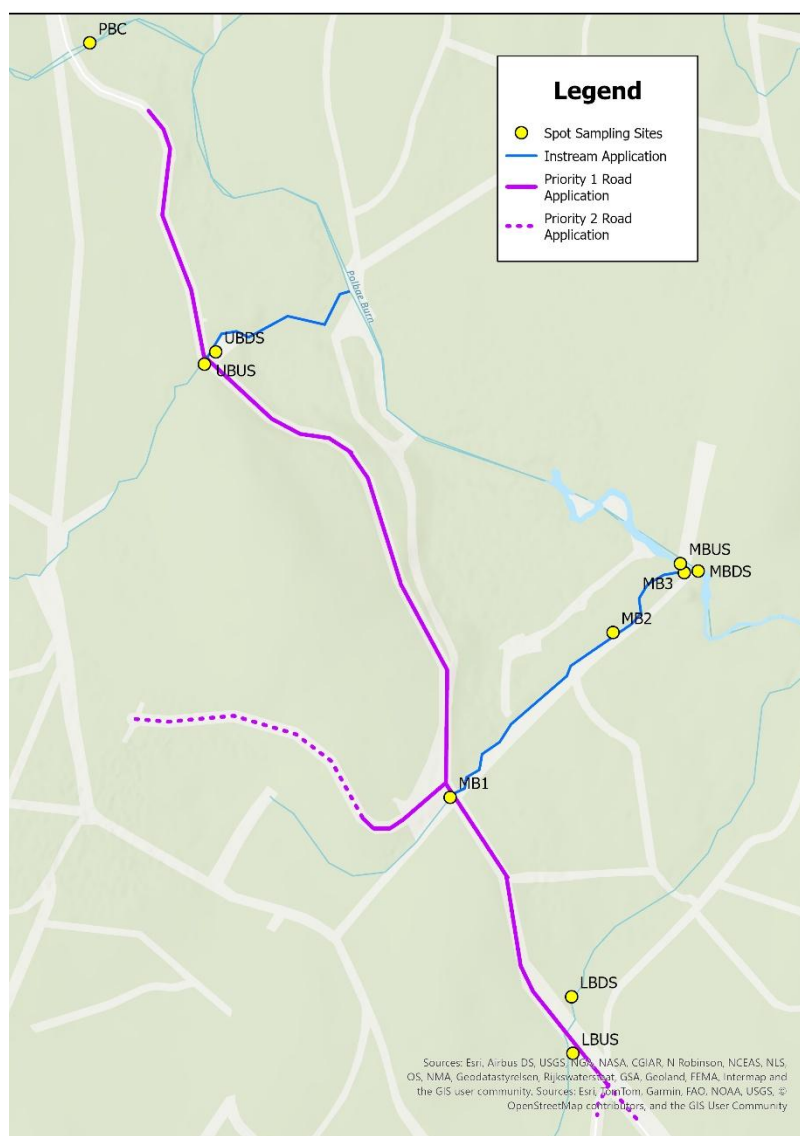 PBC
Legend
Spot Sampling Sites
Instream Application
Priority 1 Road
Application
Priority 2 Road
Application
Palbae Burn
UBDS
UBUS
MBUS
MB3
MBDS
MB2
MB1
LBDS
LBUS
Sources: Esri, Airbus DS, USGS, NGA, NASA, CGIAR, N Robinson, NCEAS, NLS,
OS, NMA, Geodatastyrelsen, Rijkswaterstaat, GSA, Geoland, FEMA, Intermap and
the GIS user community. Sources: Esri, TomTom, Garmin, FAO, NOAA, USGS, ©
OpenStreetMap contributors, and the GIS User Community